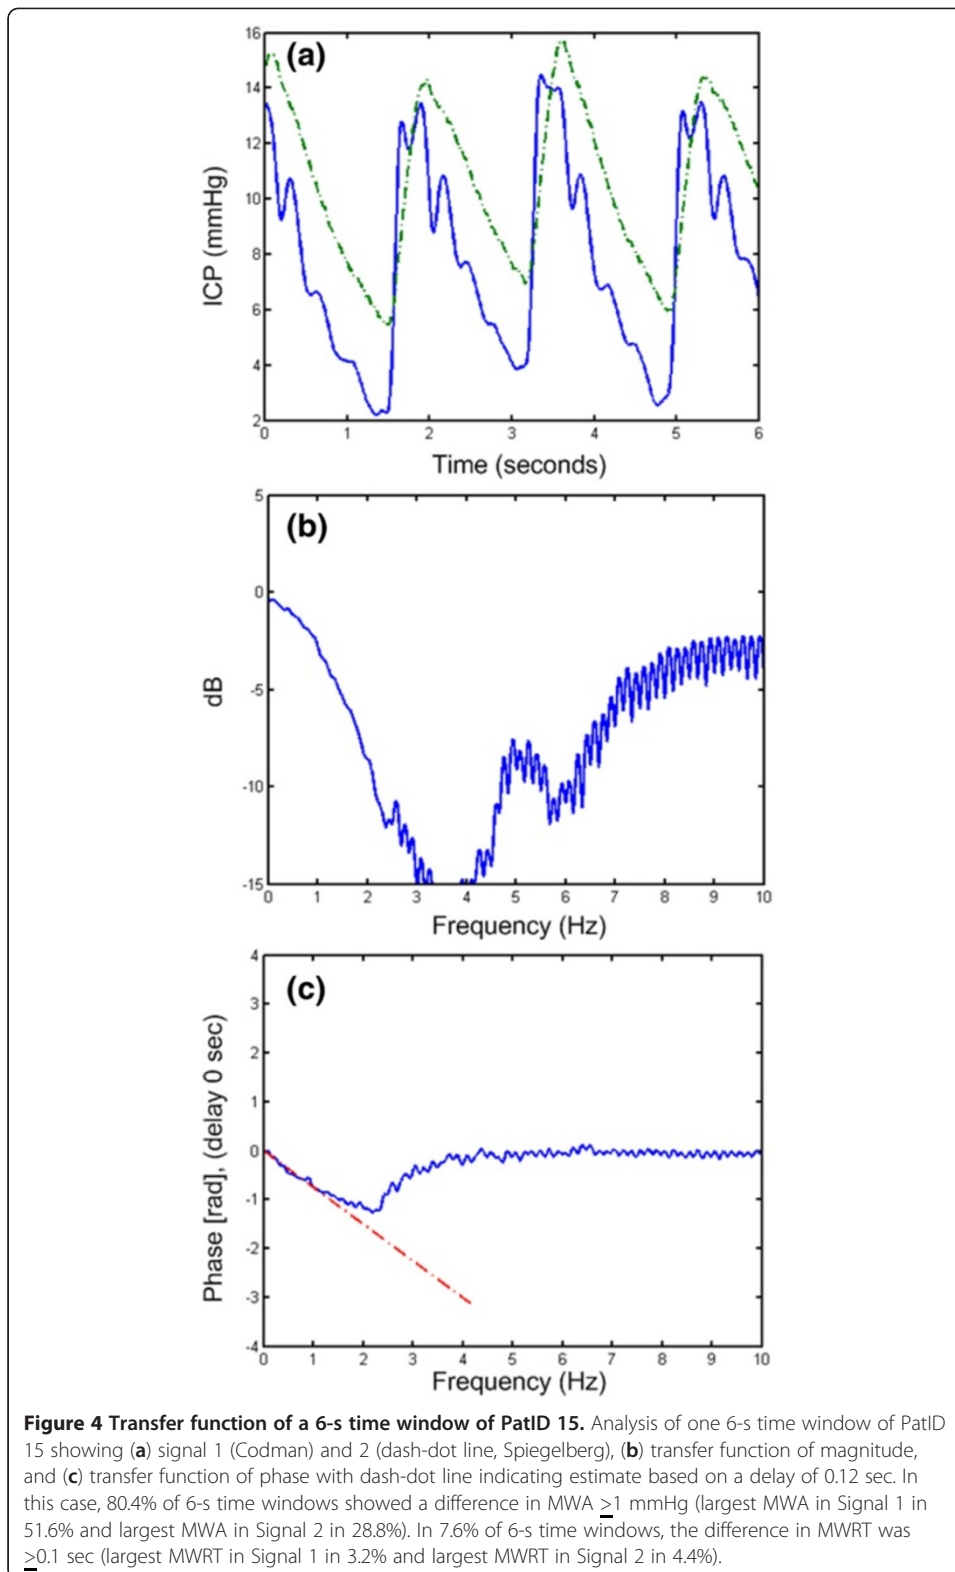 (a)
16
14
12
10
8
6
4
2
ICP (mmHg)
0 1 2 3 4 5 6
Time (seconds)
(b)
5
0
-5
-10
-15
dB
0 1 2 3 4 5 6 7 8 9 10
Frequency (Hz)
(c)
4
3
2
1
0
-1
-2
-3
-4
Phase [rad], (delay 0 sec)
0 1 2 3 4 5 6 7 8 9 10
Frequency (Hz)
Figure 4 Transfer function of a 6-s time window of PatID 15. Analysis of one 6-s time window of PatID
15 showing (a) signal 1 (Codman) and 2 (dash-dot line, Spiegelberg), (b) transfer function of magnitude,
and (c) transfer function of phase with dash-dot line indicating estimate based on a delay of 0.12 sec. In
this case, 80.4% of 6-s time windows showed a difference in MWA ≥1 mmHg (largest MWA in Signal 1 in
51.6% and largest MWA in Signal 2 in 28.8%). In 7.6% of 6-s time windows, the difference in MWRT was
≥0.1 sec (largest MWRT in Signal 1 in 3.2% and largest MWRT in Signal 2 in 4.4%).